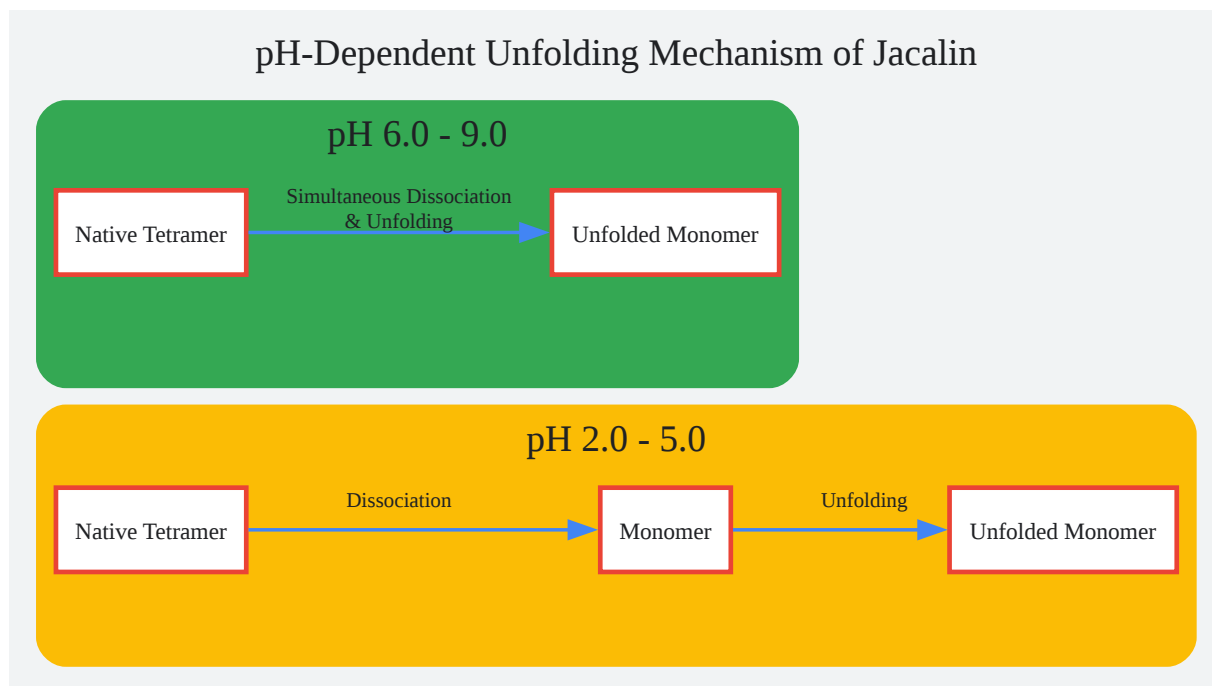 pH-Dependent Unfolding Mechanism of Jacalin
pH 6.0 - 9.0
Simultaneous Dissociation
& Unfolding
Native Tetramer
Unfolded Monomer
pH 2.0 - 5.0
Dissociation
Unfolding
Native Tetramer
Monomer
Unfolded Monomer